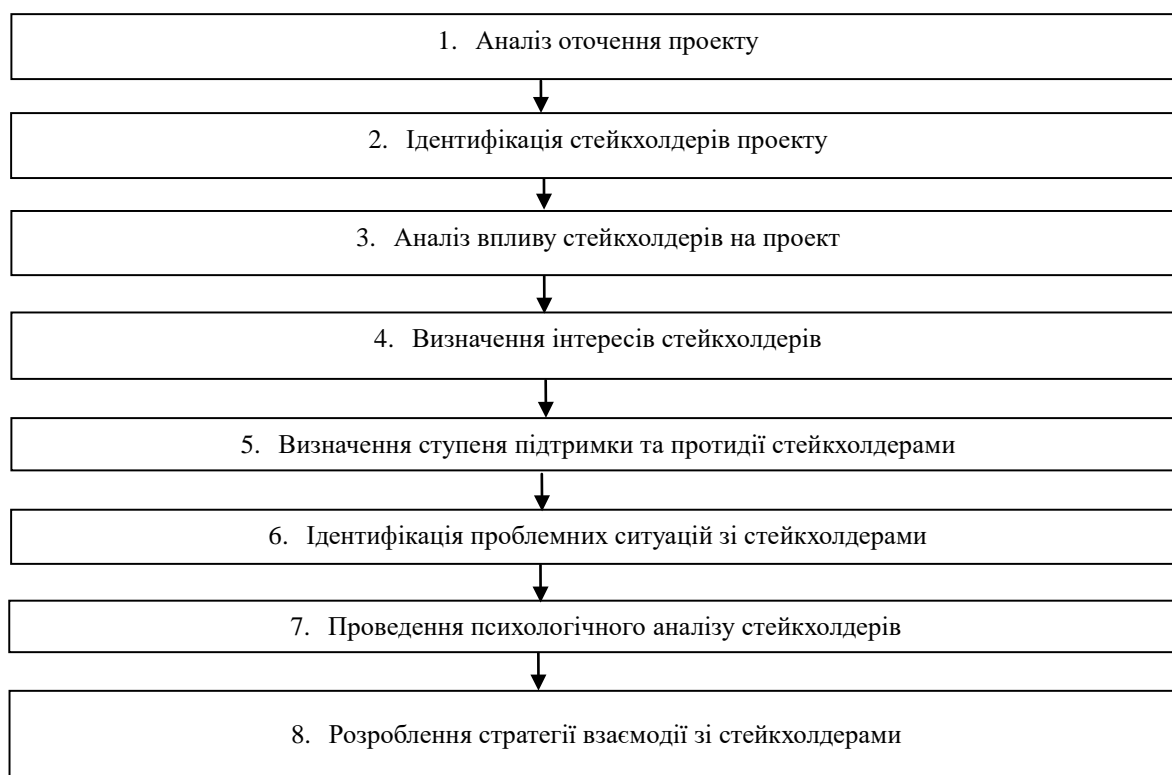 1. Аналіз оточення проекту
2. Ідентифікація стейкхолдерів проекту
3. Аналіз впливу стейкхолдерів на проект
4. Визначення інтересів стейкхолдерів
5. Визначення ступеня підтримки та протидії стейкхолдерами
6. Ідентифікація проблемних ситуацій зі стейкхолдерами
7. Проведення психологічного аналізу стейкхолдерів
8. Розроблення стратегії взаємодії зі стейкхолдерами